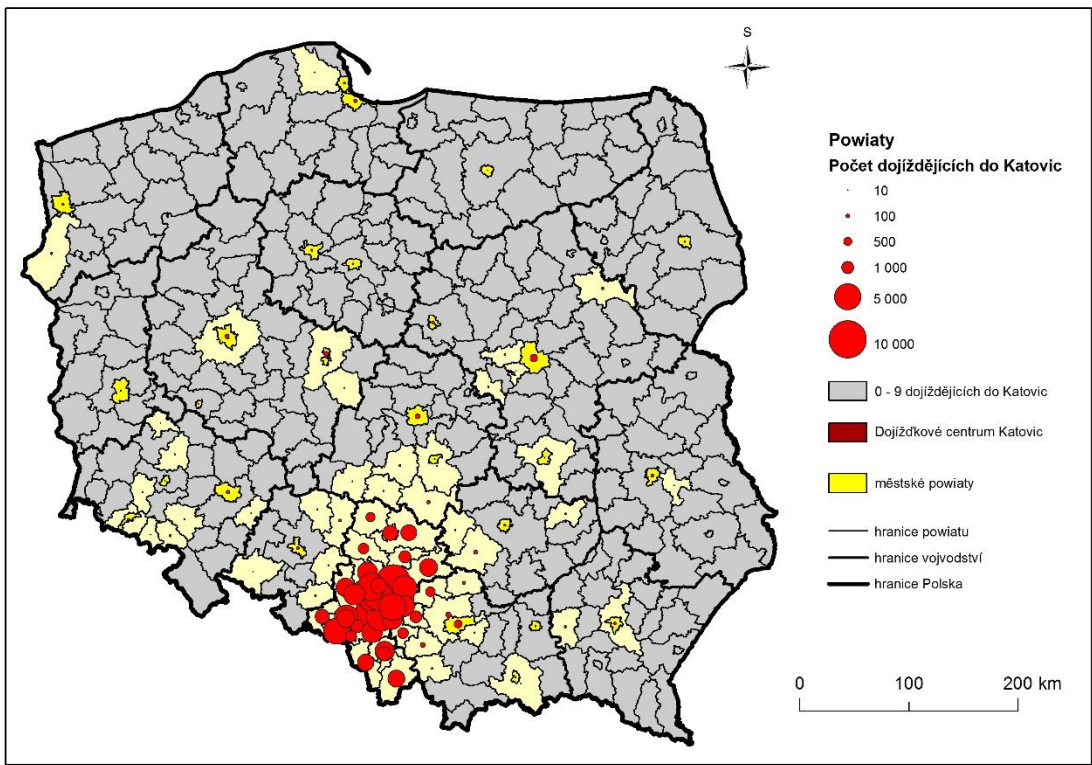 S
Powiaty
Počet dojíždějících do Katovic
10
100
500
1 000
5 000
10 000
0 - 9 dojíždějících do Katovic
Dojížďkové centrum Katovic
městské powiaty
hranice powiatu
hranice vojvodství
hranice Polska
0 100 200 km